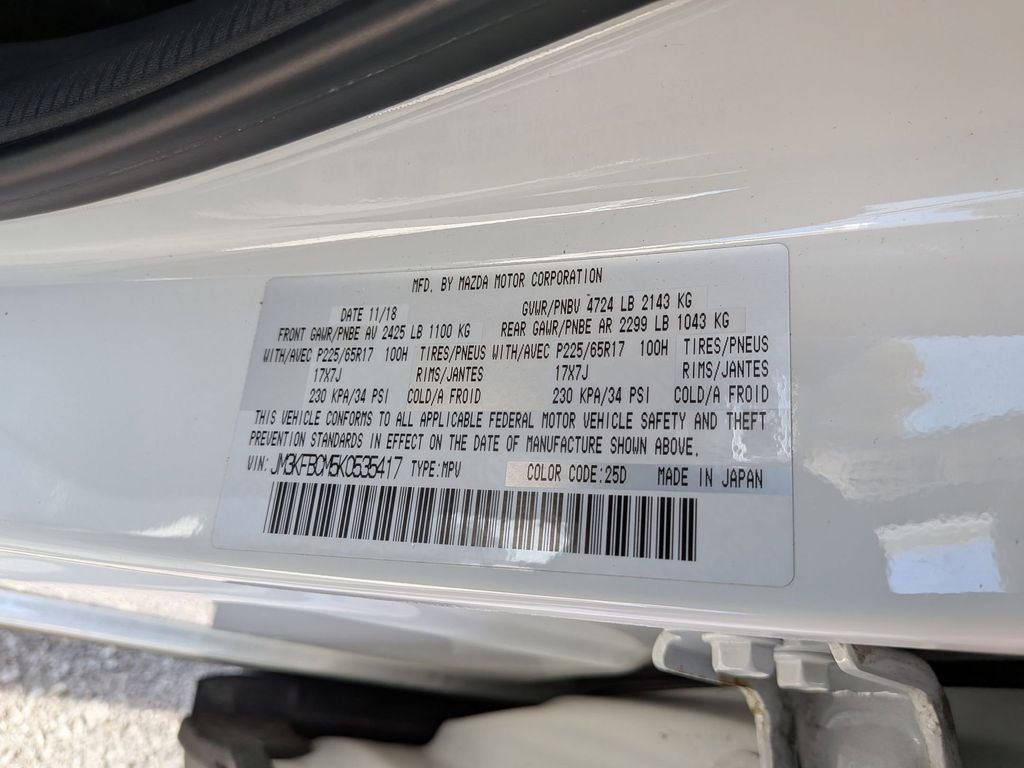 MFD. BY MAZDA MOTOR CORPORATION
DATE 11/18 GVWR/PNBV 4724 LB 2143 KG
FRONT GAWR/PNBE AV 2425 LB 1100 KG REAR GAWR/PNBE AR 2299 LB 1043 KG
WITH/AVEC P225/65R17 100H TIRES/PNEUS WITH/AVEC P225/65R17 100H TIRES/PNEUS
17X7J RIMS/JANTES 17X7J RIMS/JANTES
230 KPA/34 PSI COLD/A FROID 230 KPA/34 PSI COLD/A FROID
THIS VEHICLE CONFORMS TO ALL APPLICABLE FEDERAL MOTOR VEHICLE SAFETY AND THEFT
PREVENTION STANDARDS IN EFFECT ON THE DATE OF MANUFACTURE SHOWN ABOVE.
VIN: JM3KFBCM5K0535417 TYPE:MPV COLOR CODE:25D MADE IN JAPAN